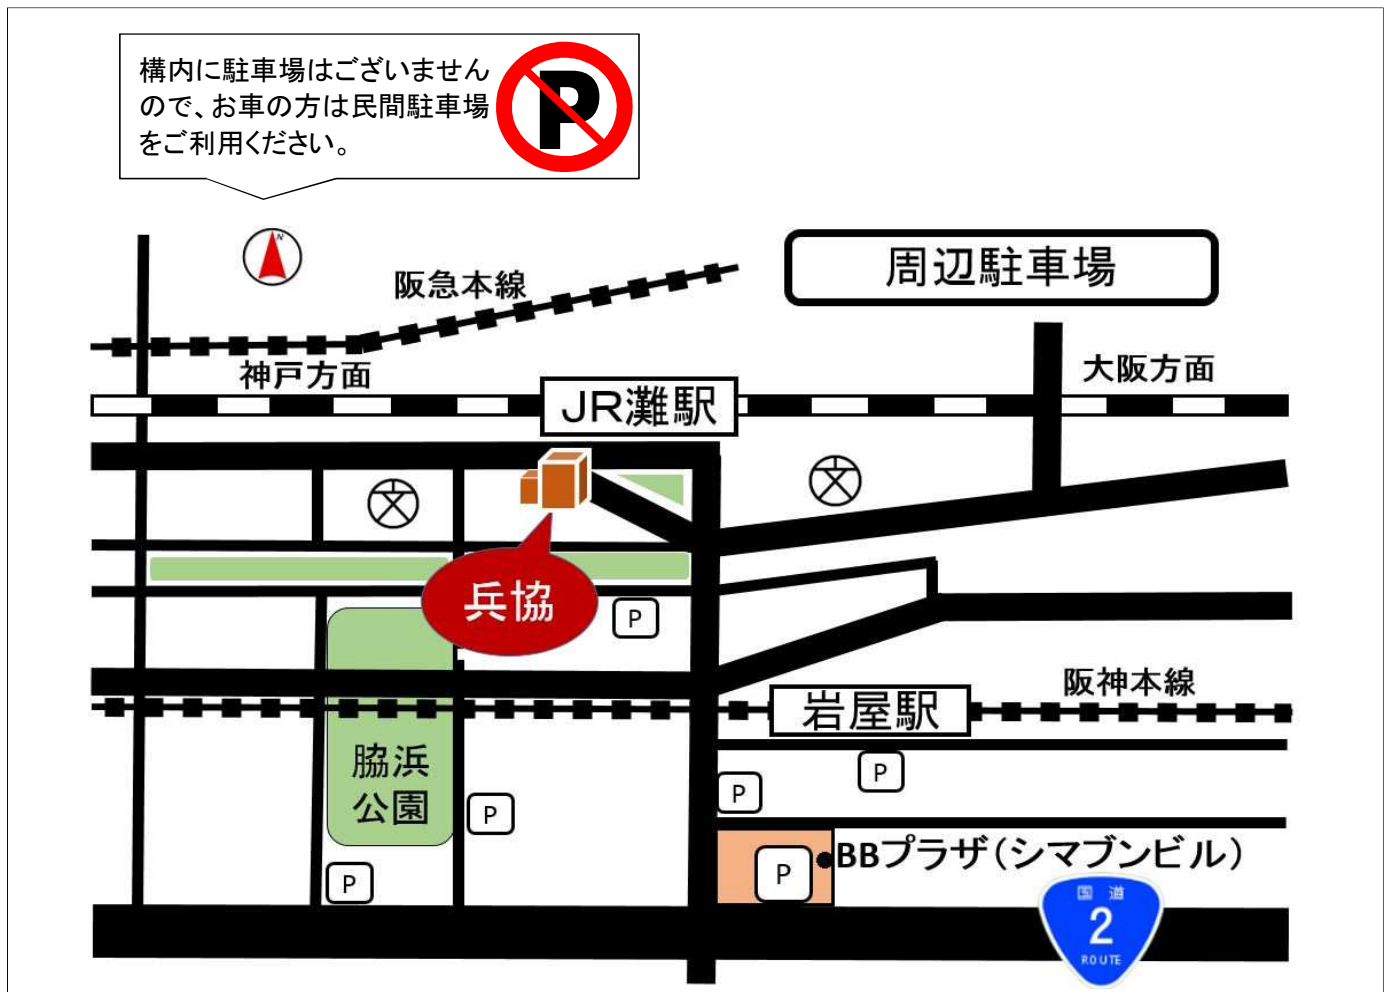 構内に駐車場はございません
ので、お車の方は民間駐車場
をご利用ください。
P
N
阪急本線
周辺駐車場
神戸方面
大阪方面
JR灘駅
文
文
兵協
P
阪神本線
岩屋駅
脇浜
公園
P
P
P
P
P
BBプラザ(シマブンビル)
国道
2
ROUTE